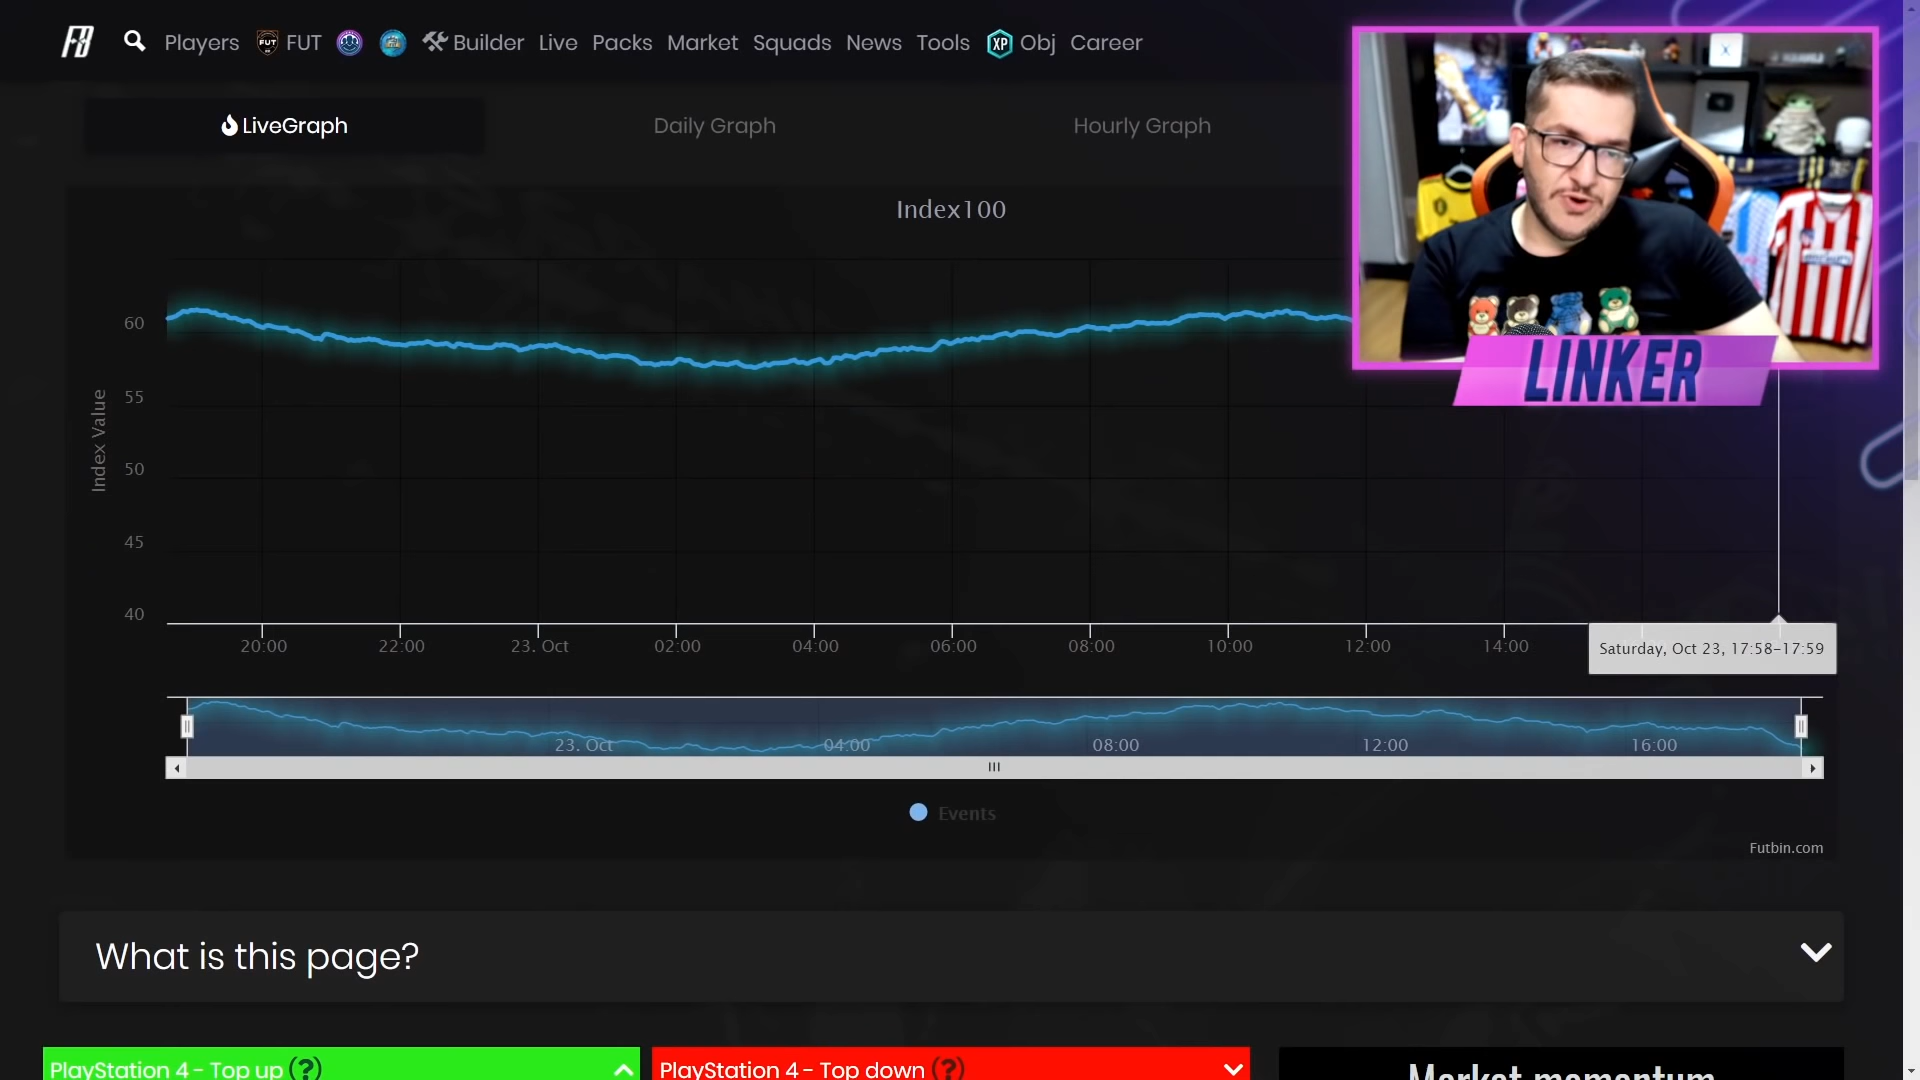 FB Players FUT FUT Builder Live Packs Market Squads News Tools XP Obj Career
LiveGraph Daily Graph Hourly Graph
Index100
Index Value
60
55
50
45
40
20:00 22:00 23. Oct 02:00 04:00 06:00 08:00 10:00 12:00 14:00
Saturday, Oct 23, 17:58-17:59
23. Oct 04:00 08:00 12:00 16:00
Events
Futbin.com
LINKER
What is this page?
PlayStation 4 - Top up (?)
PlayStation 4 - Top down (?)
Market momentum